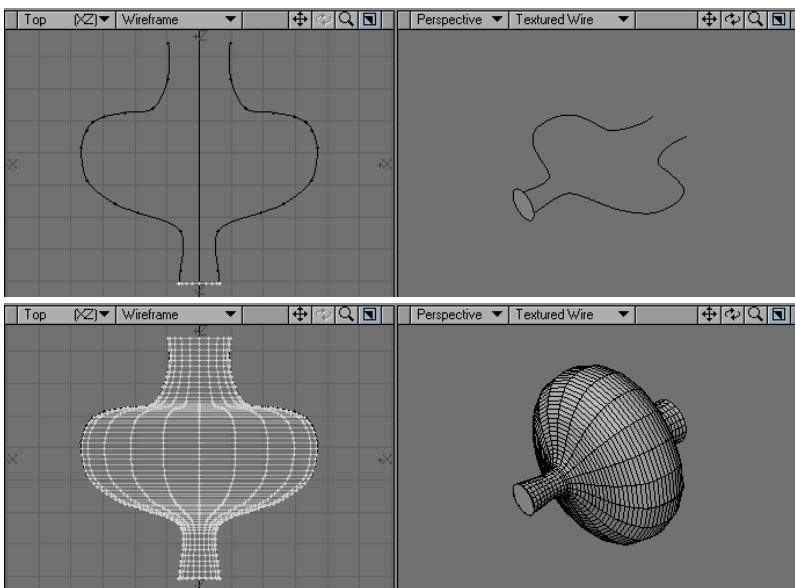 Top (XZ) Wireframe
Perspective Textured Wire
+Z
-X +X
-Z
Top (XZ) Wireframe
Perspective Textured Wire
+Z
-X +X
-Z